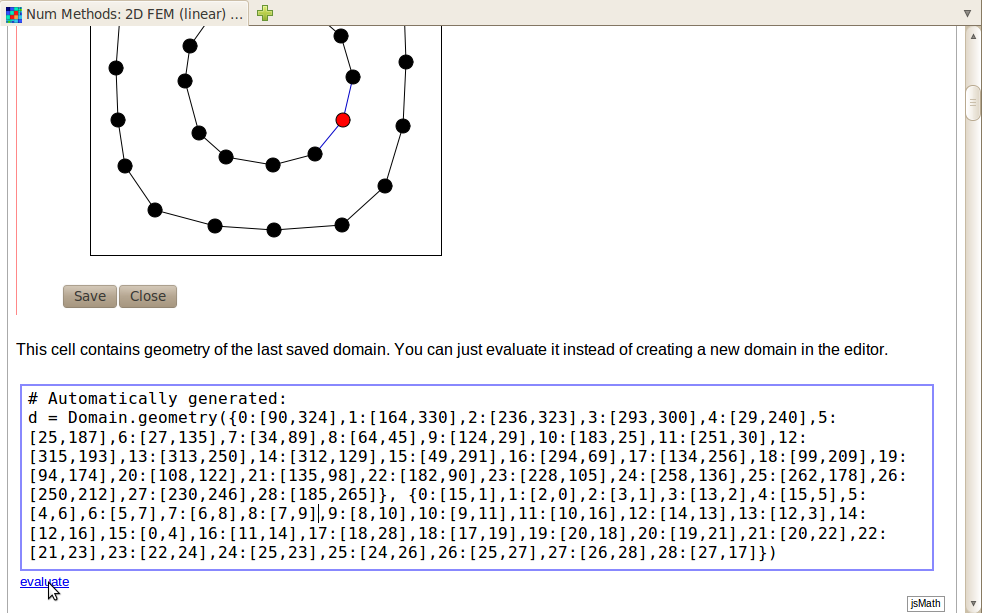 Num Methods: 2D FEM (linear) ...
Save Close
This cell contains geometry of the last saved domain. You can just evaluate it instead of creating a new domain in the editor.
# Automatically generated:
d = Domain.geometry({0:[90,324],1:[164,330],2:[236,323],3:[293,300],4:[29,240],5:
[25,187],6:[27,135],7:[34,89],8:[64,45],9:[124,29],10:[183,25],11:[251,30],12:
[315,193],13:[313,250],14:[312,129],15:[49,291],16:[294,69],17:[134,256],18:[99,209],19:
[94,174],20:[108,122],21:[135,98],22:[182,90],23:[228,105],24:[258,136],25:[262,178],26:
[250,212],27:[230,246],28:[185,265]}, {0:[15,1],1:[2,0],2:[3,1],3:[13,2],4:[15,5],5:
[4,6],6:[5,7],7:[6,8],8:[7,9],9:[8,10],10:[9,11],11:[10,16],12:[14,13],13:[12,3],14:
[12,16],15:[0,4],16:[11,14],17:[18,28],18:[17,19],19:[20,18],20:[19,21],21:[20,22],22:
[21,23],23:[22,24],24:[25,23],25:[24,26],26:[25,27],27:[26,28],28:[27,17]})
evaluate
jsMath